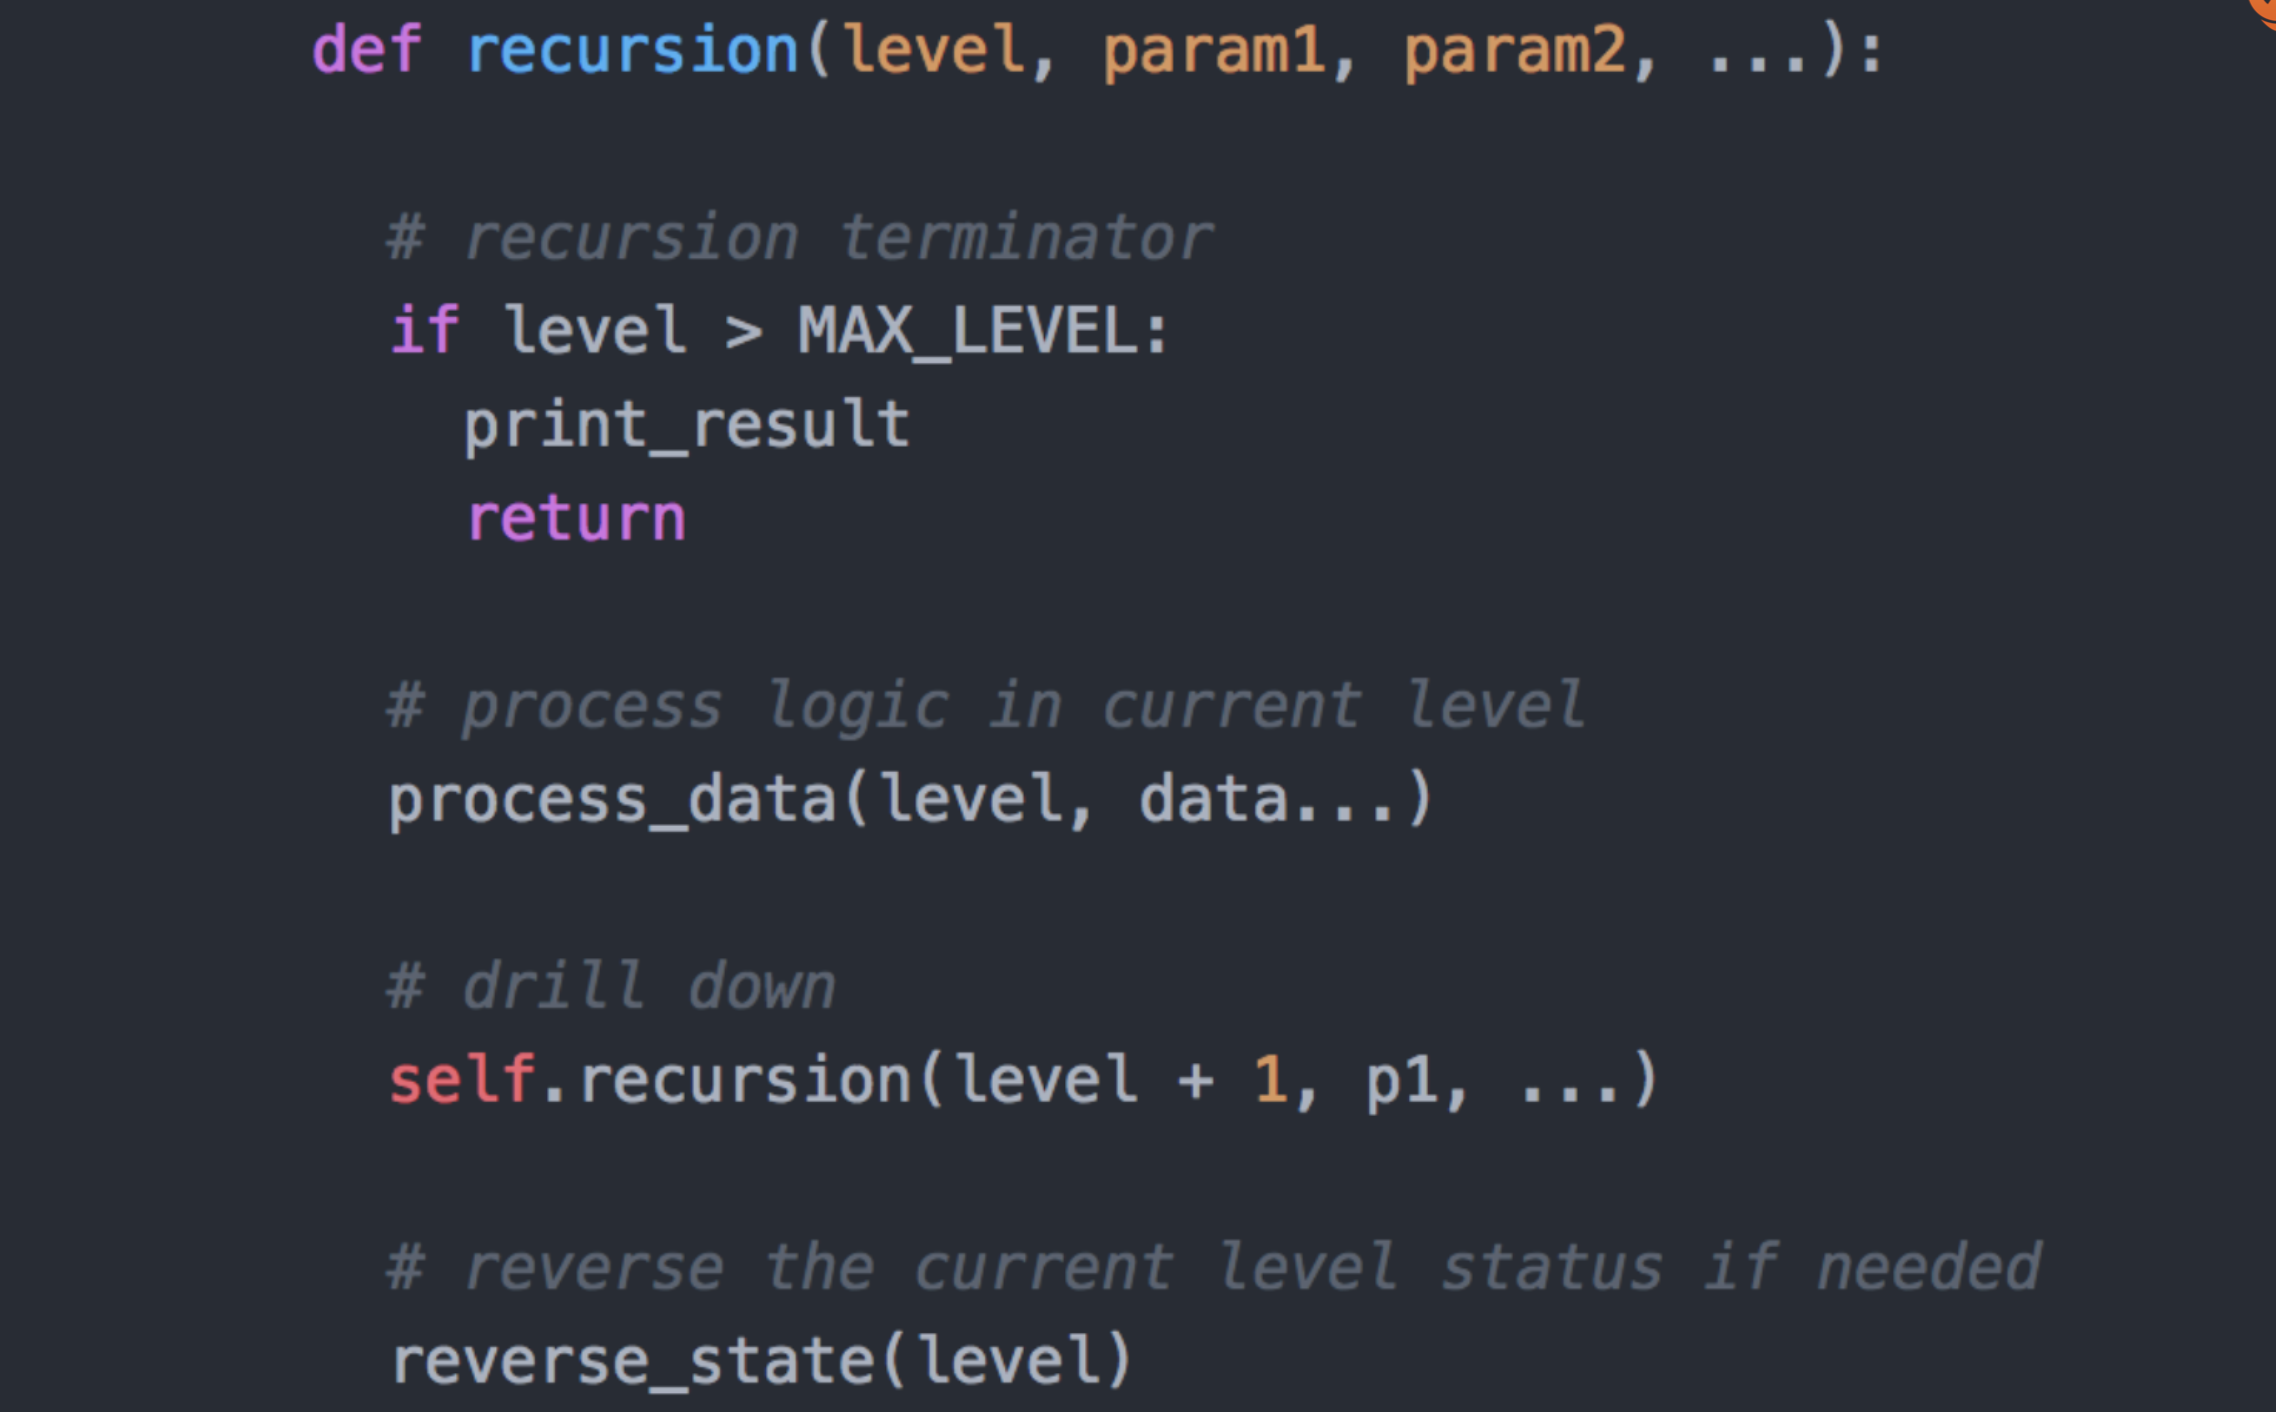 def recursion(level, param1, param2, ...):
# recursion terminator
if level > MAX_LEVEL:
print_result
return
# process logic in current level
process_data(level, data...)
# drill down
self.recursion(level + 1, p1, ...)
# reverse the current level status if needed
reverse_state(level)